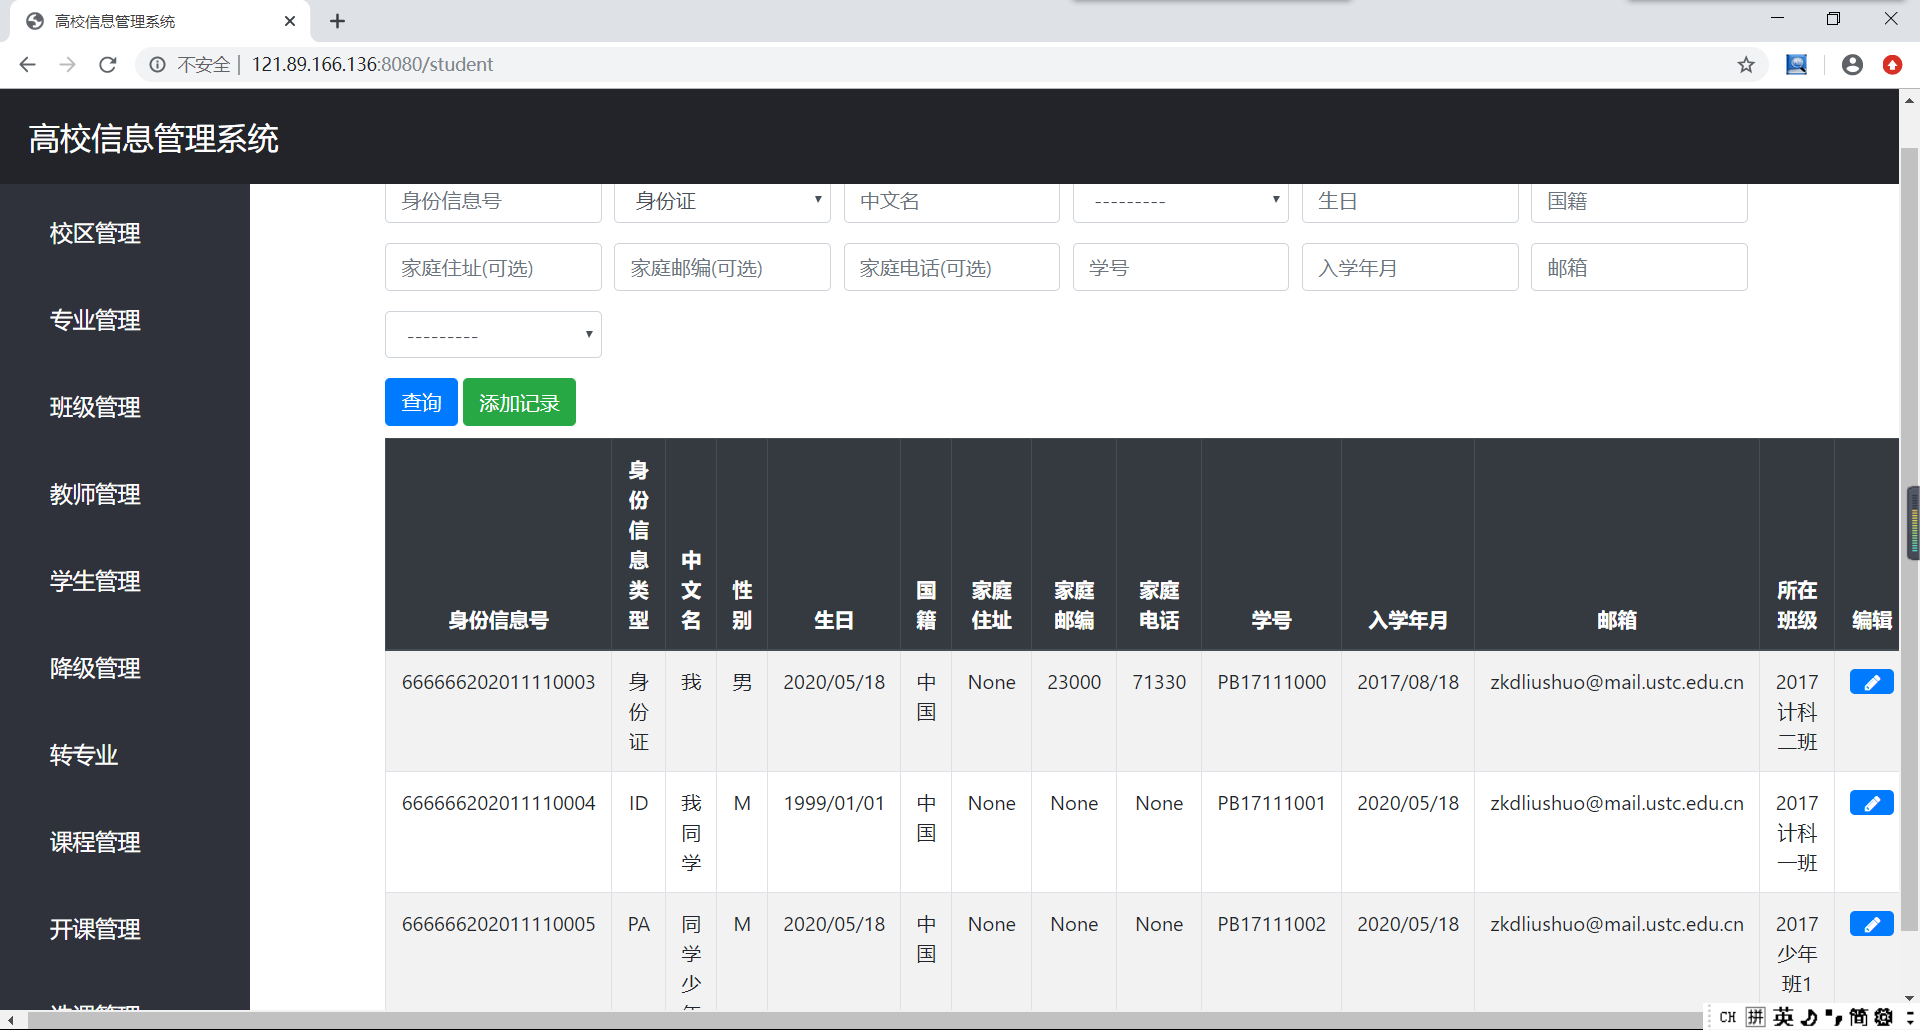 高校信息管理系统
不安全 | 121.89.166.136:8080/student
高校信息管理系统
校区管理
专业管理
班级管理
教师管理
学生管理
降级管理
转专业
课程管理
开课管理
选课管理
身份信息号 身份证 中文名 --------- 生日 国籍
家庭住址(可选) 家庭邮编(可选) 家庭电话(可选) 学号 入学年月 邮箱
---------
查询 添加记录
身份信息号 身份信息类型 中文名 性别 生日 国籍 家庭住址 家庭邮编 家庭电话 学号 入学年月 邮箱 所在班级 编辑
666666202011110003 身份证 我 男 2020/05/18 中国 None 23000 71330 PB17111000 2017/08/18 zkdliushuo@mail.ustc.edu.cn 2017计科二班
666666202011110004 ID 我同学 M 1999/01/01 中国 None None None PB17111001 2020/05/18 zkdliushuo@mail.ustc.edu.cn 2017计科一班
666666202011110005 PA 同学少年 M 2020/05/18 中国 None None None PB17111002 2020/05/18 zkdliushuo@mail.ustc.edu.cn 2017少年班1
CH 拼 英 简